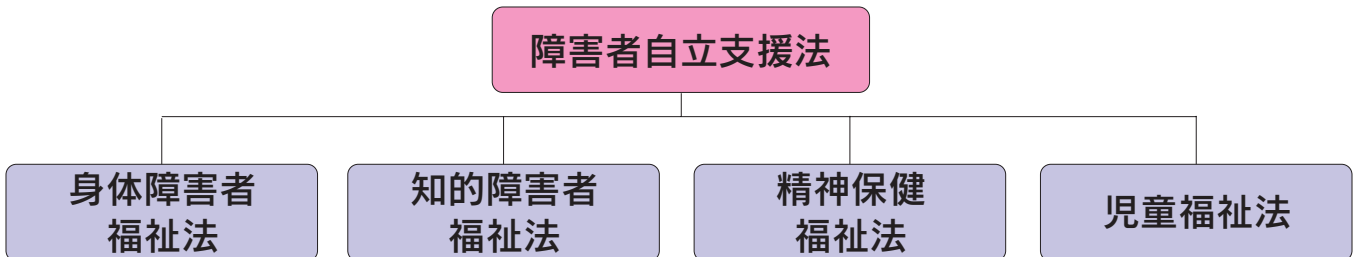 障害者自立支援法
身体障害者
福祉法
知的障害者
福祉法
精神保健
福祉法
児童福祉法